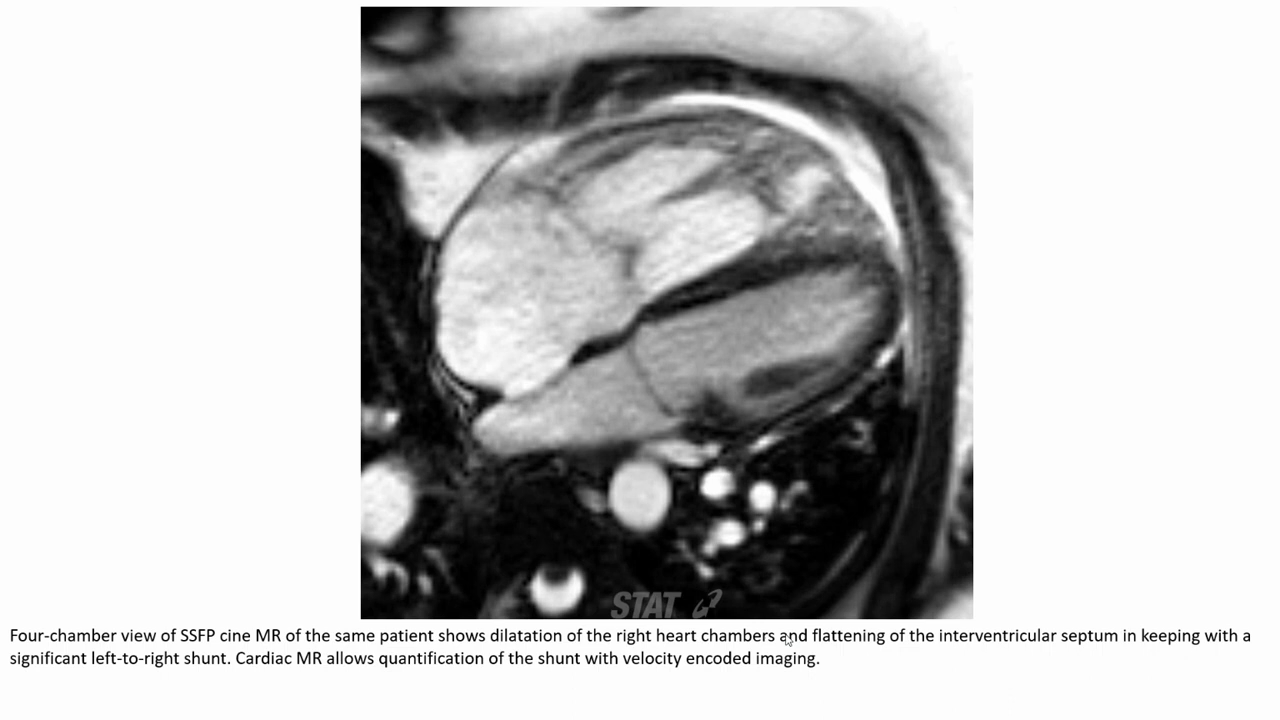 STAT
Four-chamber view of SSFP cine MR of the same patient shows dilatation of the right heart chambers and flattening of the interventricular septum in keeping with a
significant left-to-right shunt. Cardiac MR allows quantification of the shunt with velocity encoded imaging.